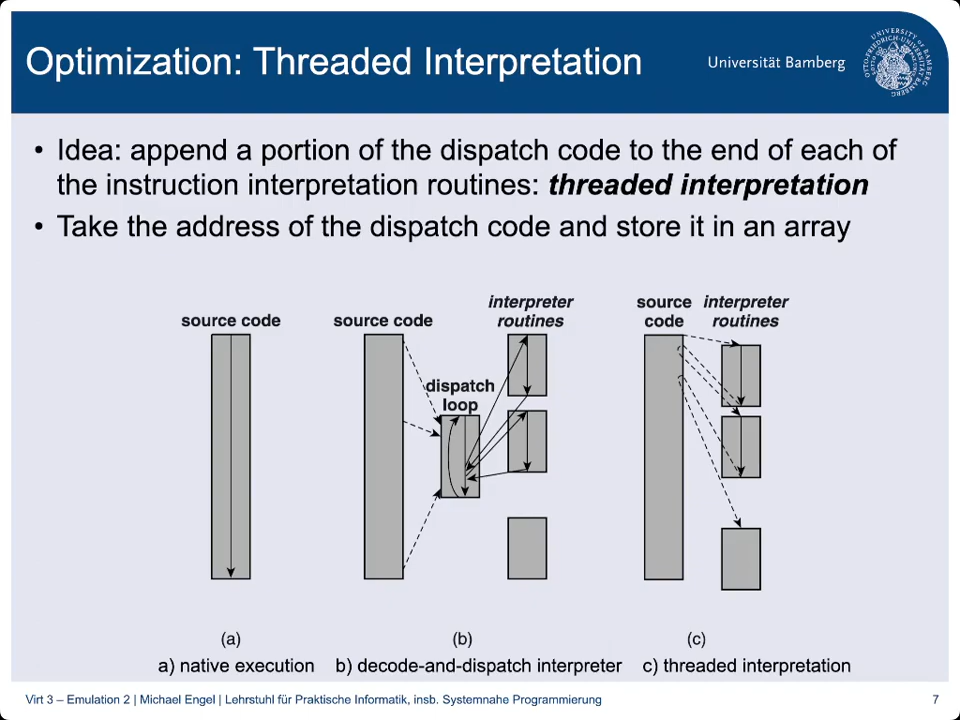 Optimization: Threaded Interpretation
Universität Bamberg
• Idea: append a portion of the dispatch code to the end of each of
the instruction interpretation routines: threaded interpretation
• Take the address of the dispatch code and store it in an array
source code
source code
interpreter
routines
dispatch
loop
source
code
interpreter
routines
(a)
(b)
(c)
a) native execution
b) decode-and-dispatch interpreter
c) threaded interpretation
Virt 3 – Emulation 2 | Michael Engel | Lehrstuhl für Praktische Informatik, insb. Systemnahe Programmierung
7